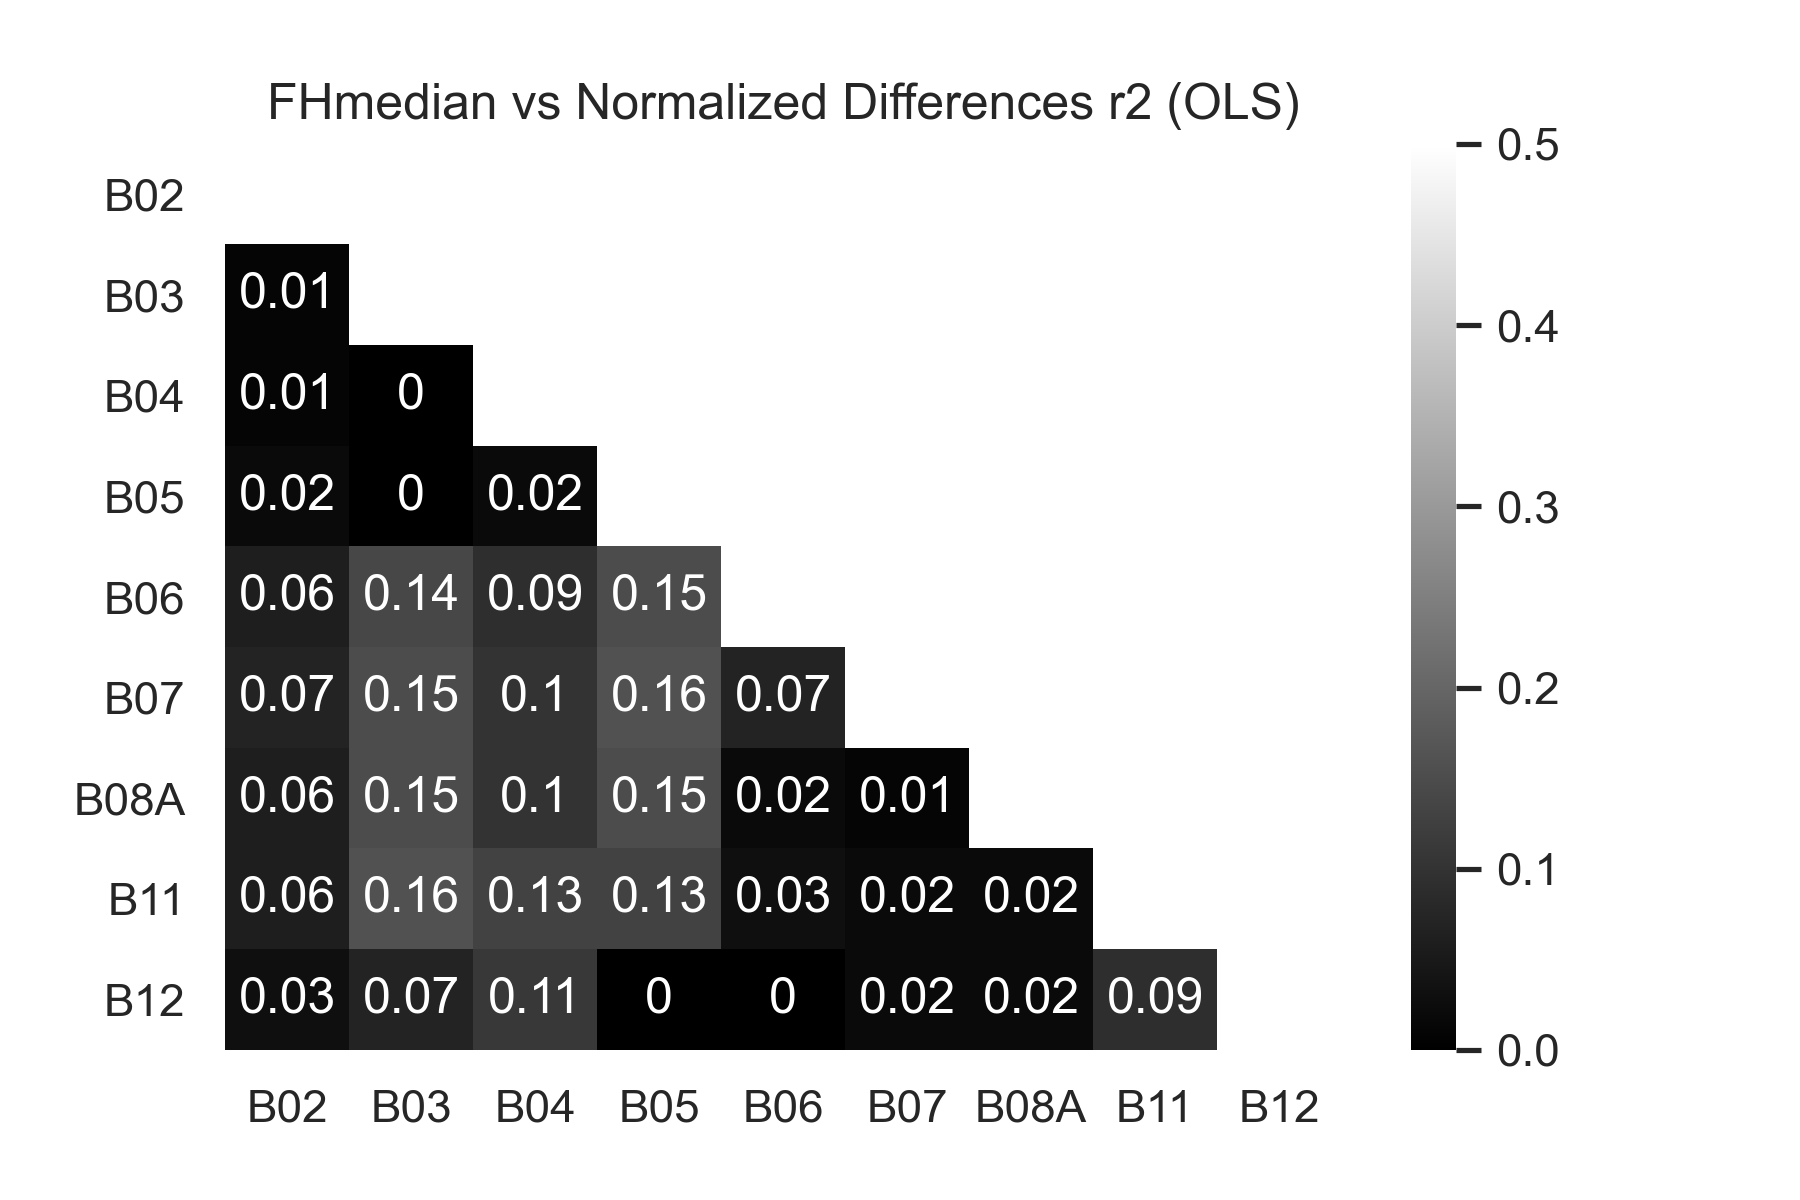 FHmedian vs Normalized Differences r2 (OLS)
0.5
B02
B03 0.01
0.4
B04 0.01 0
B05 0.02 0 0.02
0.3
B06 0.06 0.14 0.09 0.15
B07 0.07 0.15 0.1 0.16 0.07
0.2
B08A 0.06 0.15 0.1 0.15 0.02 0.01
0.1
B11 0.06 0.16 0.13 0.13 0.03 0.02 0.02
B12 0.03 0.07 0.11 0 0 0.02 0.02 0.09
0.0
B02 B03 B04 B05 B06 B07 B08A B11 B12